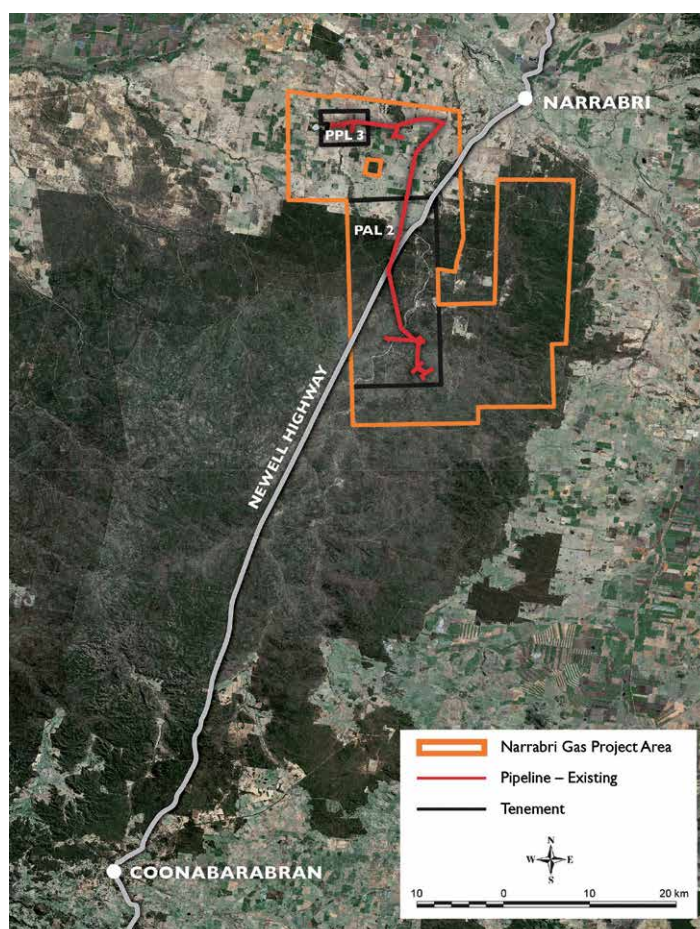 NARRABRI
PPL 3
PAL 2
NEWELL HIGHWAY
COONABARABRAN
Narrabri Gas Project Area
Pipeline – Existing
Tenement
N
W E
S
10 0 10 20 km